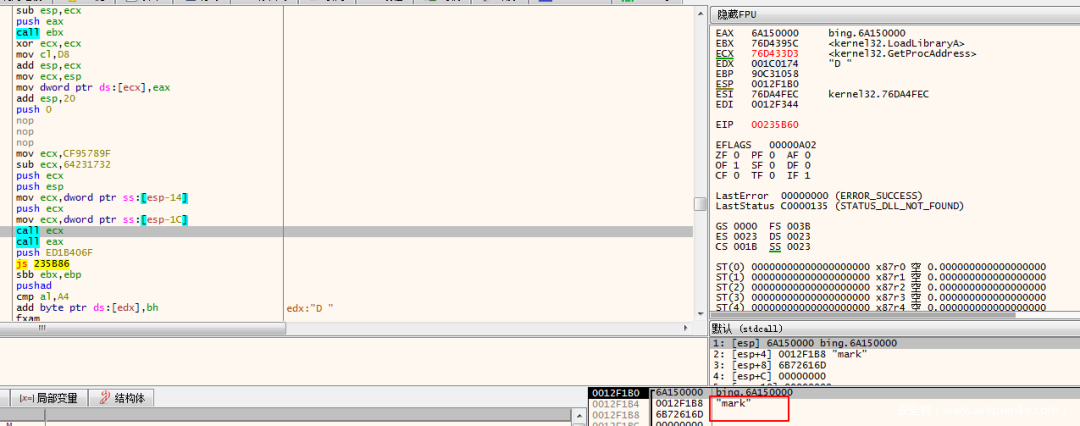 sub esp,ecx
push eax
call ebx
xor ecx,ecx
mov cl,D8
add esp,ecx
mov ecx,esp
mov dword ptr ds:[ecx],eax
add esp,20
push 0
nop
nop
nop
mov ecx,CF95789F
sub ecx,64231732
push ecx
push esp
mov ecx,dword ptr ss:[esp-14]
push ecx
mov ecx,dword ptr ss:[esp-1C]
call ecx
call eax
push ED1B406F
js 235B86
sbb ebx,ebp
pushad
cmp al,A4
add byte ptr ds:[edx],bh
fxam
edx:"D "
隐藏FPU
EAX 6A150000 bing.6A150000
EBX 76D4395C <kernel32.LoadLibraryA>
ECX 76D433D3 <kernel32.GetProcAddress>
EDX 001C0174 "D "
EBP 90C31058
ESP 0012F1B0
ESI 76DA4FEC kernel32.76DA4FEC
EDI 0012F344
EIP 00235B60
EFLAGS 00000A02
ZF 0 PF 0 AF 0
OF 1 SF 0 DF 0
CF 0 TF 0 IF 1
LastError 00000000 (ERROR_SUCCESS)
LastStatus C0000135 (STATUS_DLL_NOT_FOUND)
GS 0000 FS 003B
ES 0023 DS 0023
CS 001B SS 0023
ST(0) 00000000000000000000 x87r0 空 0.000000000000000000
ST(1) 00000000000000000000 x87r1 空 0.000000000000000000
ST(2) 00000000000000000000 x87r2 空 0.000000000000000000
ST(3) 00000000000000000000 x87r3 空 0.000000000000000000
ST(4) 00000000000000000000 x87r4 空 0.000000000000000000
默认 (stdcall)
1: [esp] 6A150000 bing.6A150000
2: [esp+4] 0012F1B8 "mark"
3: [esp+8] 6B72616D
4: [esp+C] 00000000
[x=] 局部变量
结构体
0012F1B0 6A150000 bing.6A150000
0012F1B4 0012F1B8 "mark"
0012F1B8 6B72616D
0012F1BC 00000000